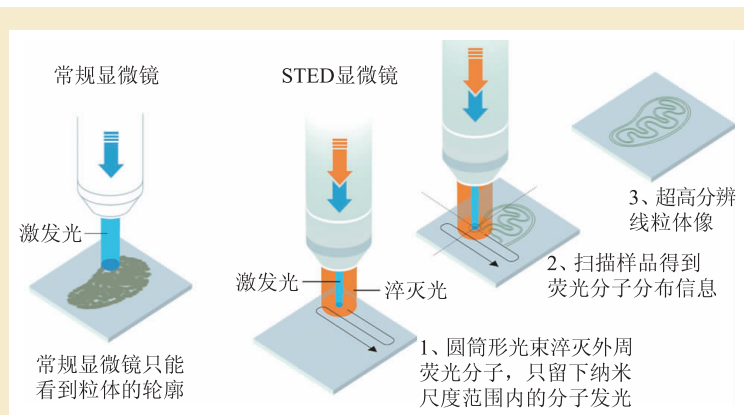 常规显微镜
激发光
常规显微镜只能
看到粒体的轮廓
STED显微镜
激发光
淬灭光
1、圆筒形光束淬灭外周
荧光分子，只留下纳米
尺度范围内的分子发光
2、扫描样品得到
荧光分子分布信息
3、超高分辨
线粒体像